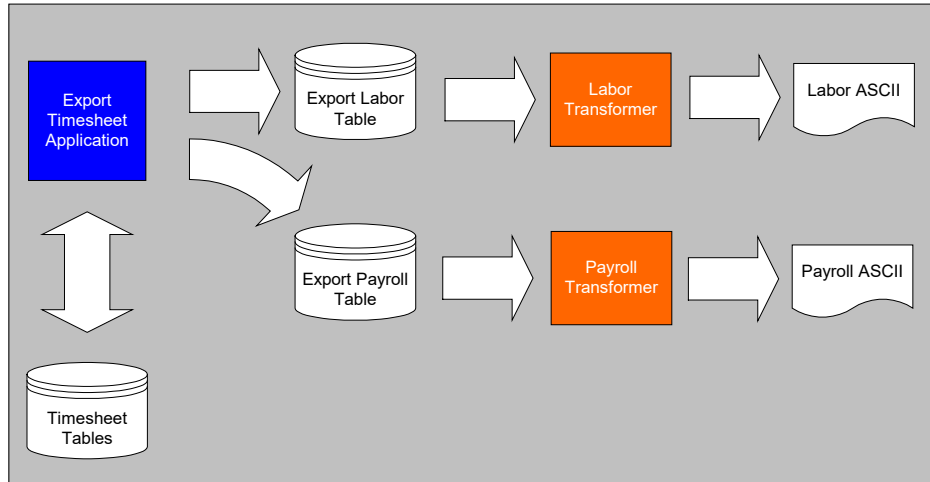 Export
Timesheet
Application
Export Labor
Table
Labor
Transformer
Labor ASCII
Export Payroll
Table
Payroll
Transformer
Payroll ASCII
Timesheet
Tables